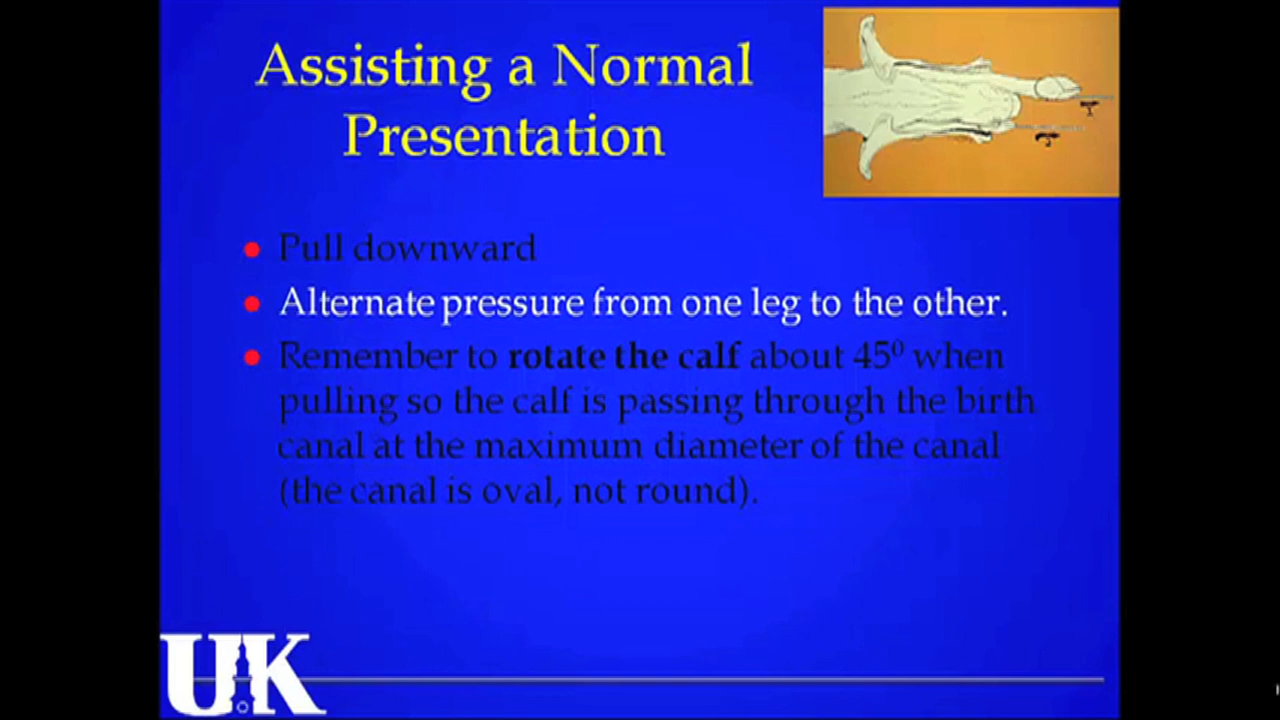 Assisting a Normal
Presentation
Pull downward
Alternate pressure from one leg to the other.
Remember to rotate the calf about 45⁰ when
pulling so the calf is passing through the birth
canal at the maximum diameter of the canal
(the canal is oval, not round).
UK